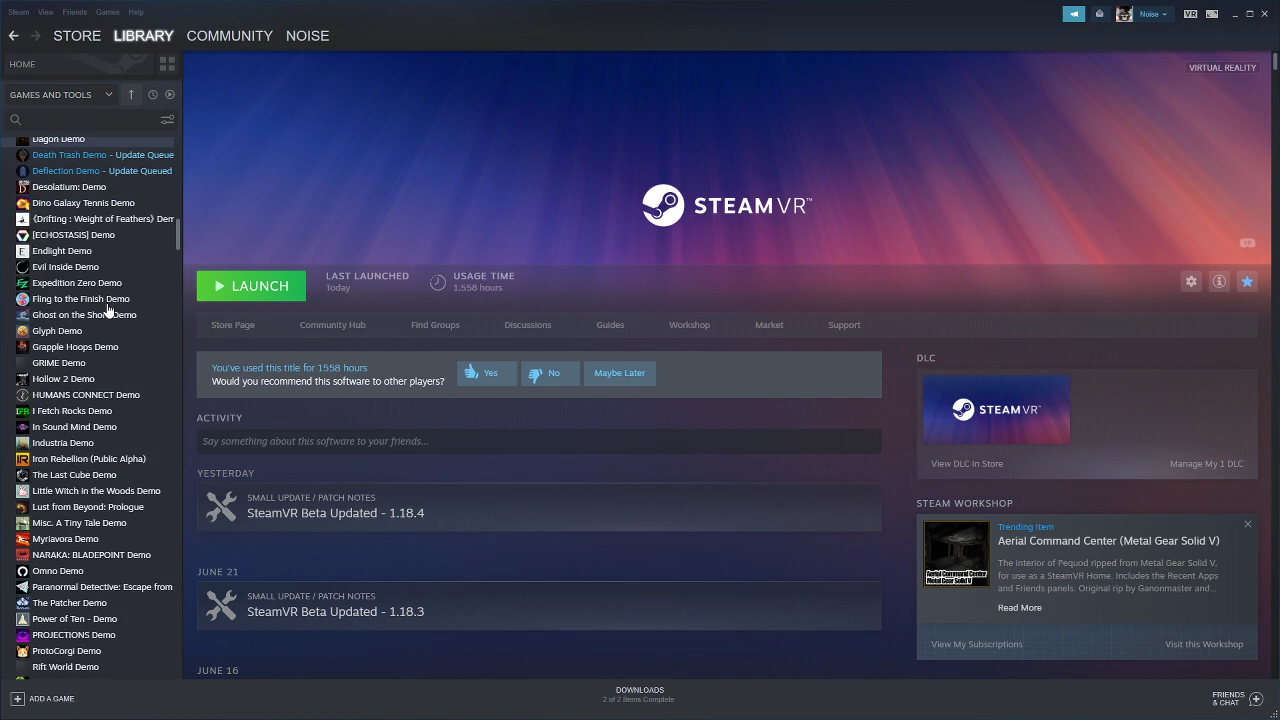 Steam View Friends Games Help
Noise
VR
STORE LIBRARY COMMUNITY NOISE
HOME
GAMES AND TOOLS
Dagon Demo
Death Trash Demo - Update Queue
Deflection Demo - Update Queued
Desolatium: Demo
Dino Galaxy Tennis Demo
《Drifting : Weight of Feathers》 Dem
[ECHOSTASIS] Demo
Endlight Demo
Evil Inside Demo
Expedition Zero Demo
Fling to the Finish Demo
Ghost on the Shore Demo
Glyph Demo
Grapple Hoops Demo
GRIME Demo
Hollow 2 Demo
HUMANS CONNECT Demo
I Fetch Rocks Demo
In Sound Mind Demo
Industria Demo
Iron Rebellion (Public Alpha)
The Last Cube Demo
Little Witch in the Woods Demo
Lust from Beyond: Prologue
Misc. A Tiny Tale Demo
Myriavora Demo
NARAKA: BLADEPOINT Demo
Omno Demo
Paranormal Detective: Escape from
The Patcher Demo
Power of Ten - Demo
PROJECTIONS Demo
ProtoCorgi Demo
Rift World Demo
ADD A GAME
VIRTUAL REALITY
STEAMVR™
VR
LAUNCH
LAST LAUNCHED
Today
USAGE TIME
1,558 hours
Store Page Community Hub Find Groups Discussions Guides Workshop Market Support
You've used this title for 1558 hours
Would you recommend this software to other players?
Yes No Maybe Later
ACTIVITY
Say something about this software to your friends...
YESTERDAY
SMALL UPDATE / PATCH NOTES
SteamVR Beta Updated - 1.18.4
JUNE 21
SMALL UPDATE / PATCH NOTES
SteamVR Beta Updated - 1.18.3
JUNE 16
DLC
STEAMVR™
View DLC In Store Manage My 1 DLC
STEAM WORKSHOP
Aerial Command Center
(Metal Gear Solid V)
Trending Item
Aerial Command Center (Metal Gear Solid V)
The Interior of Pequod ripped from Metal Gear Solid V,
for use as a SteamVR Home. Includes the Recent Apps
and Friends panels. Original rip by Ganonmaster and...
Read More
View My Subscriptions Visit this Workshop
DOWNLOADS
2 of 2 Items Complete
FRIENDS
& CHAT